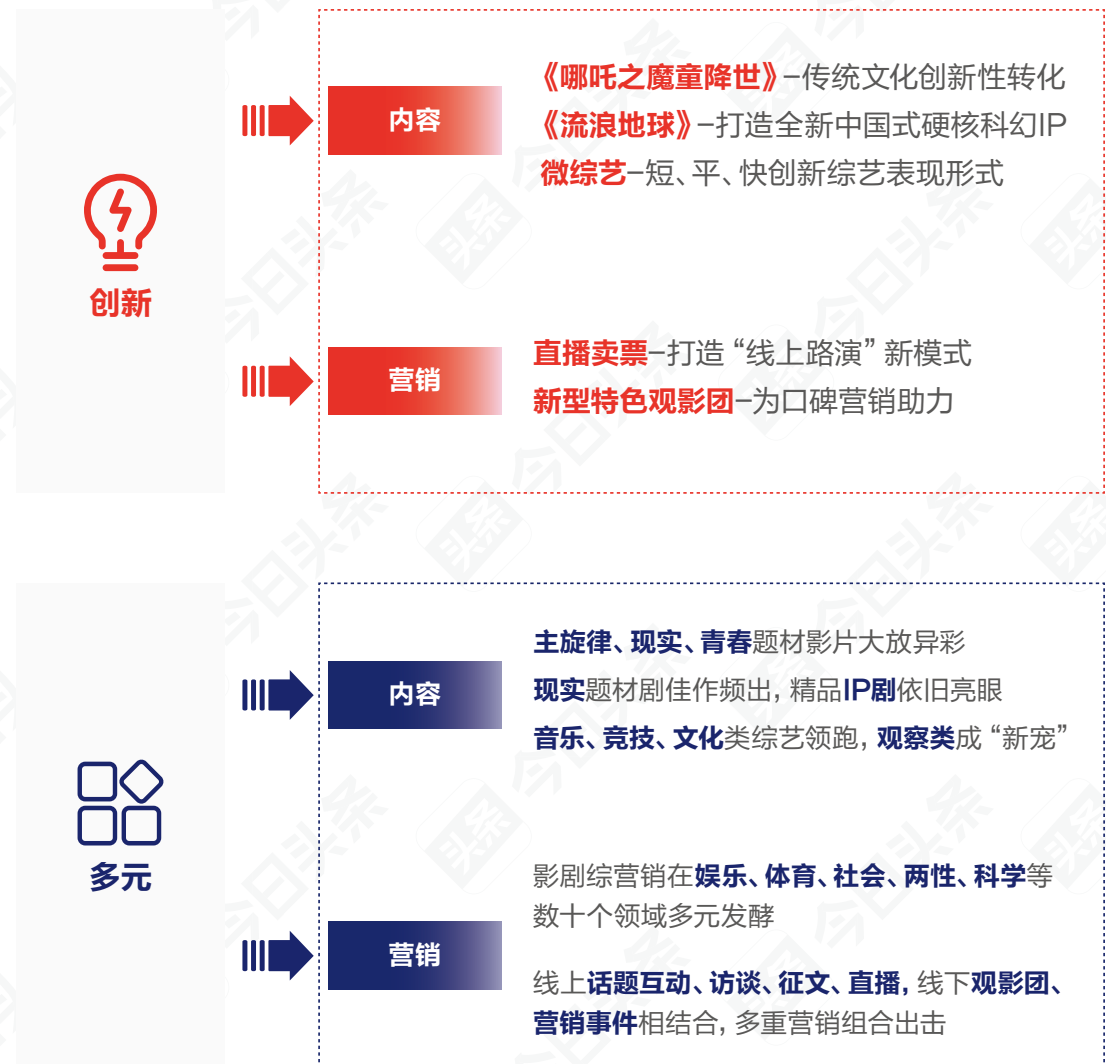 《哪吒之魔童降世》–传统文化创新性转化
内容
《流浪地球》–打造全新中国式硬核科幻IP
微综艺–短、平、快创新综艺表现形式
创新
直播卖票–打造“线上路演”新模式
营销
新型特色观影团–为口碑营销助力
主旋律、现实、青春题材影片大放异彩
内容
现实题材剧佳作频出, 精品IP剧依旧亮眼
音乐、竞技、文化类综艺领跑, 观察类成“新宠”
多元
影剧综营销在娱乐、体育、社会、两性、科学等
数十个领域多元发酵
营销
线上话题互动、访谈、征文、直播, 线下观影团、
营销事件相结合, 多重营销组合出击
头条 今日头条